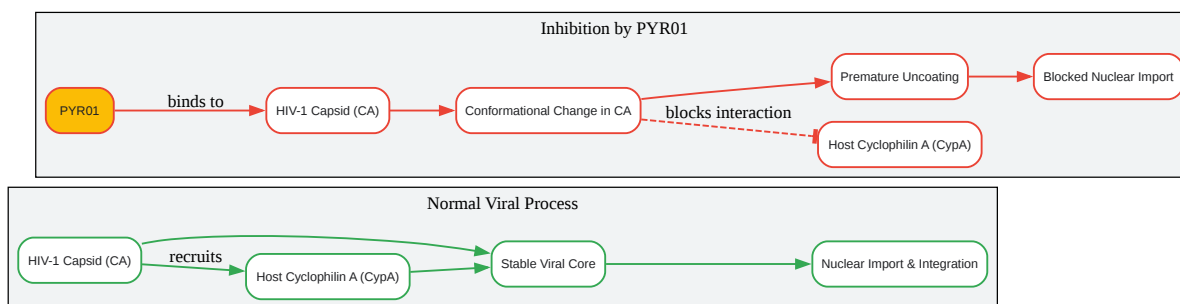 Inhibition by PYR01
PYR01
binds to
HIV-1 Capsid (CA)
Conformational Change in CA
Premature Uncoating
Blocked Nuclear Import
blocks interaction
Host Cyclophilin A (CypA)
Normal Viral Process
HIV-1 Capsid (CA)
recruits
Host Cyclophilin A (CypA)
Stable Viral Core
Nuclear Import & Integration